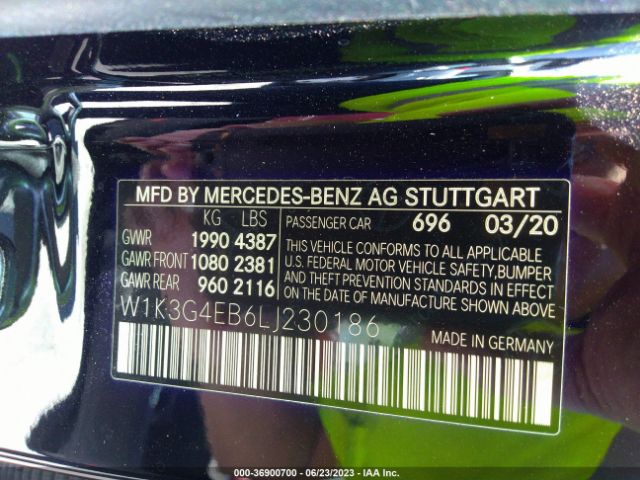 MFD BY MERCEDES-BENZ AG STUTTGART
KG LBS PASSENGER CAR 696 03/20
GVWR 1990 4387
GAWR FRONT 1080 2381
GAWR REAR 960 2116
THIS VEHICLE CONFORMS TO ALL APPLICABLE
U.S. FEDERAL MOTOR VEHICLE SAFETY,BUMPER
AND THEFT PREVENTION STANDARDS IN EFFECT
ON THE DATE OF MANUFACTURE SHOWN ABOVE
W1K3G4EB6LJ230186
MADE IN GERMANY
00-36900700 - 06/23/2023 - IAA Inc.